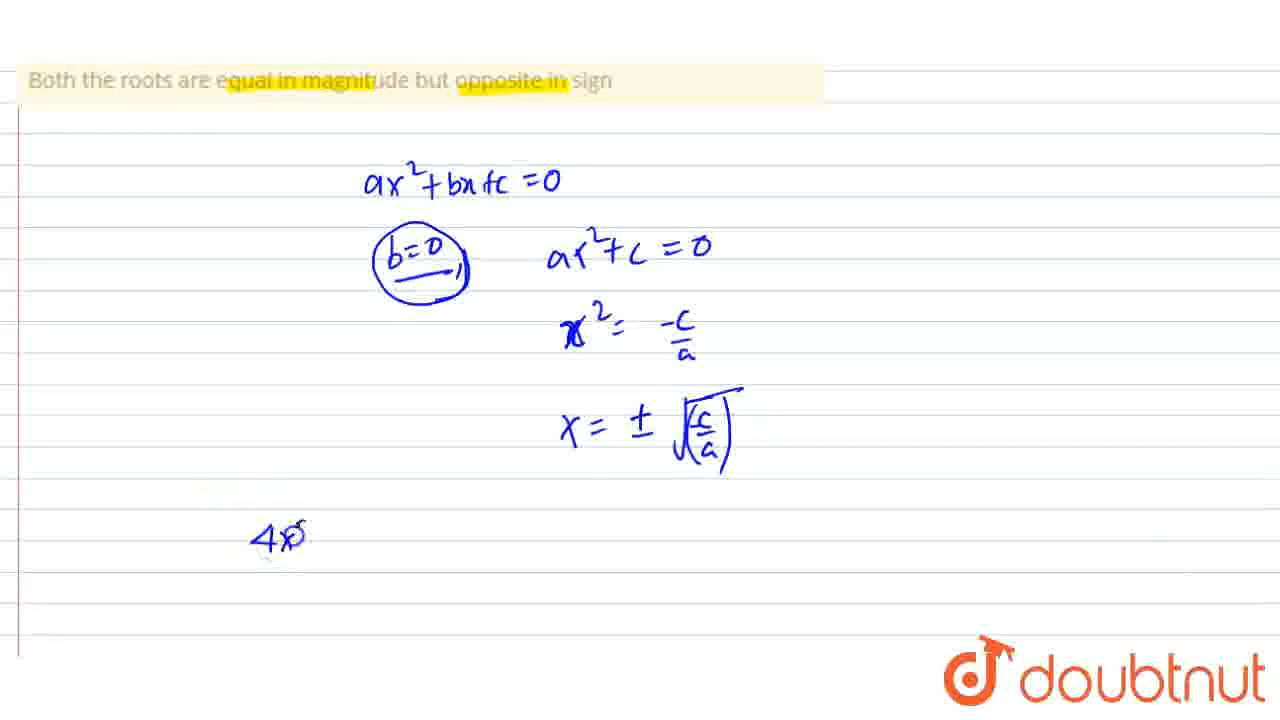 Both the roots are equal in magnitude but opposite in sign
ax²+bx+c=0
b=0
ax²+c=0
x²= -c/a
x= ± √(c/a)
4x
doubtnut